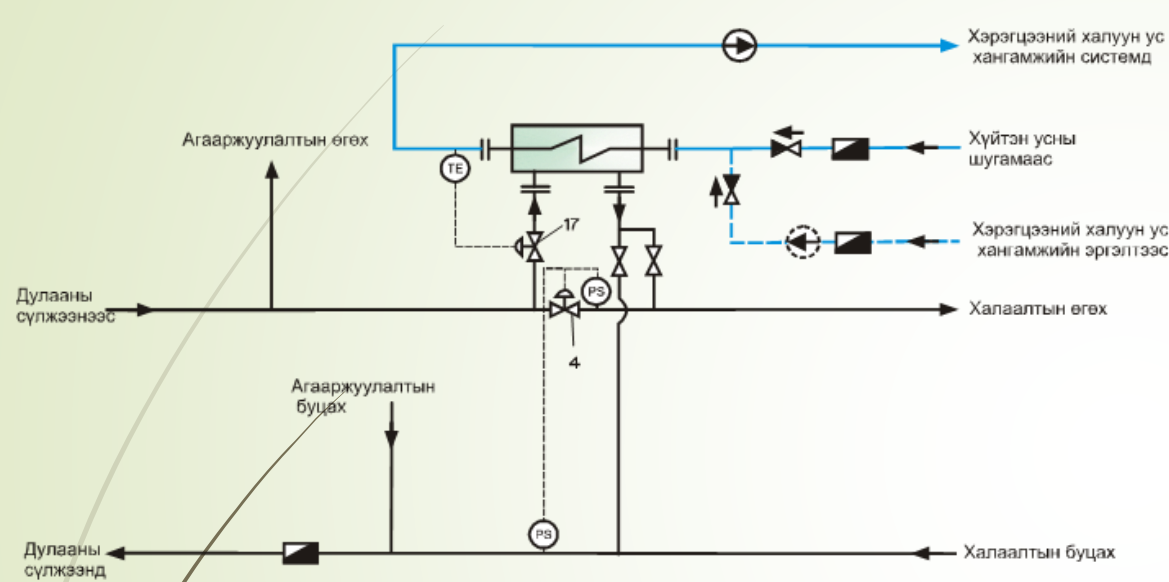 Хэрэгцээний халуун ус
хангамжийн системд
Агааржуулалтын өгөх
Хүйтэн усны
шугамаас
TE
17
Хэрэгцээний халуун ус
хангамжийн эргэлтээс
Дулааны
сүлжээнээс
PS
Халаалтын өгөх
4
Агааржуулалтын
буцах
PS
Дулааны
сүлжээнд
Халаалтын буцах